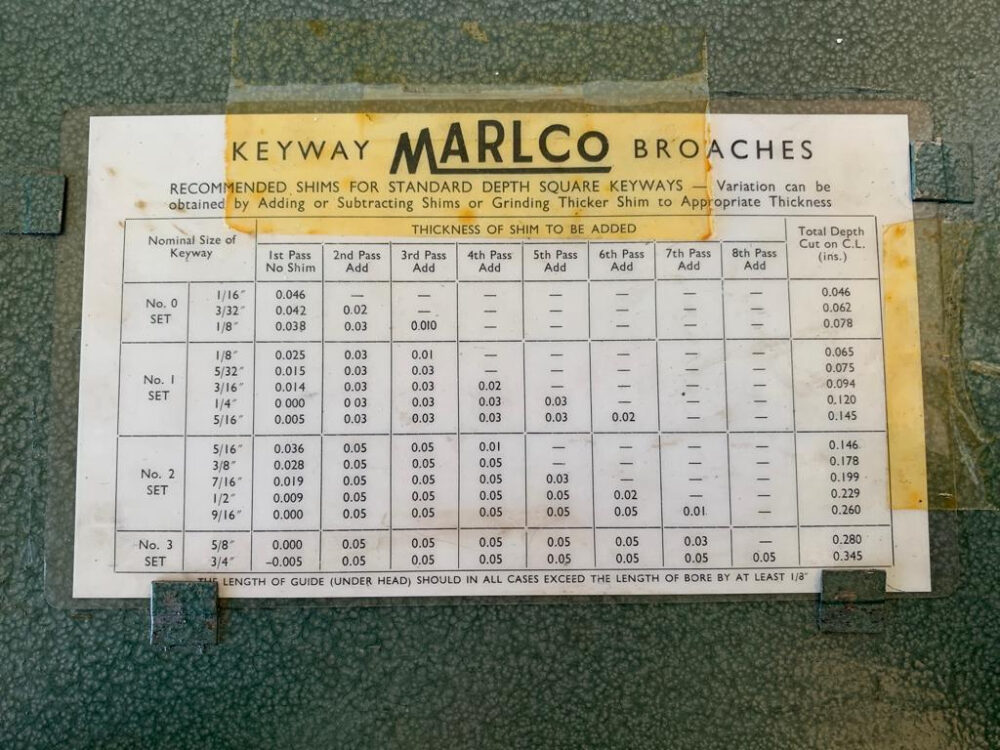 KEYWAY MARLCO BROACHES
RECOMMENDED SHIMS FOR STANDARD DEPTH SQUARE KEYWAYS — Variation can be
obtained by Adding or Subtracting Shims or Grinding Thicker Shim to Appropriate Thickness
Nominal Size of Keyway THICKNESS OF SHIM TO BE ADDED Total Depth Cut on C.L. (ins.)
1st Pass No Shim 2nd Pass Add 3rd Pass Add 4th Pass Add 5th Pass Add 6th Pass Add 7th Pass Add 8th Pass Add
No. 0 SET
1/16″ 0.046 — — — — — — — 0.046
3/32″ 0.042 0.02 — — — — — — 0.062
1/8″ 0.038 0.03 0.010 — — — — — 0.078
No. 1 SET
1/8″ 0.025 0.03 0.01 — — — — — 0.065
5/32″ 0.015 0.03 0.03 — — — — — 0.075
3/16″ 0.014 0.03 0.03 0.02 — — — — 0.094
1/4″ 0.000 0.03 0.03 0.03 0.03 — — — 0.120
5/16″ 0.005 0.03 0.03 0.03 0.03 0.02 — — 0.145
No. 2 SET
5/16″ 0.036 0.05 0.05 0.01 — — — — 0.146
3/8″ 0.028 0.05 0.05 0.05 — — — — 0.178
7/16″ 0.019 0.05 0.05 0.05 0.03 — — — 0.199
1/2″ 0.009 0.05 0.05 0.05 0.05 0.02 — — 0.229
9/16″ 0.000 0.05 0.05 0.05 0.05 0.05 0.01 — 0.260
No. 3 SET
5/8″ 0.000 0.05 0.05 0.05 0.05 0.05 0.03 — 0.280
3/4″ –0.005 0.05 0.05 0.05 0.05 0.05 0.05 0.05 0.345
THE LENGTH OF GUIDE (UNDER HEAD) SHOULD IN ALL CASES EXCEED THE LENGTH OF BORE BY AT LEAST 1/8″